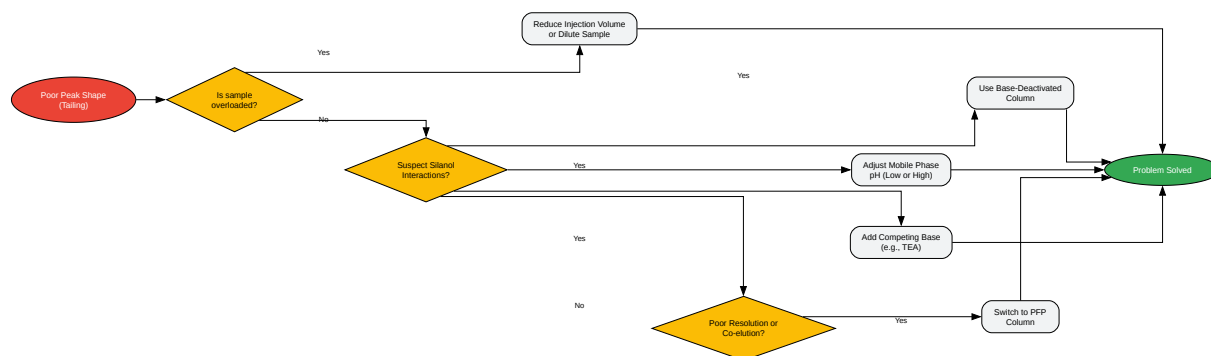 Reduce Injection Volume
or Dilute Sample
Yes
Yes
Poor Peak Shape
(Tailing)
Is sample
overloaded?
Use Base-Deactivated
Column
No
Suspect Silanol
Interactions?
Yes
Adjust Mobile Phase
pH (Low or High)
Problem Solved
Yes
Add Competing Base
(e.g., TEA)
No
Poor Resolution or
Co-elution?
Yes
Switch to PFP
Column